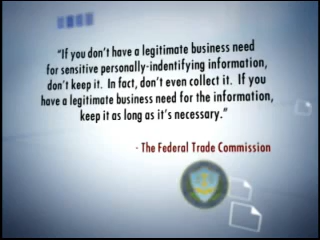 "If you don't have a legitimate business need
for sensitive personally-indentifying information,
don't keep it. In fact, don't even collect it. If you
have a legitimate business need for the information,
keep it as long as it's necessary."
- The Federal Trade Commission